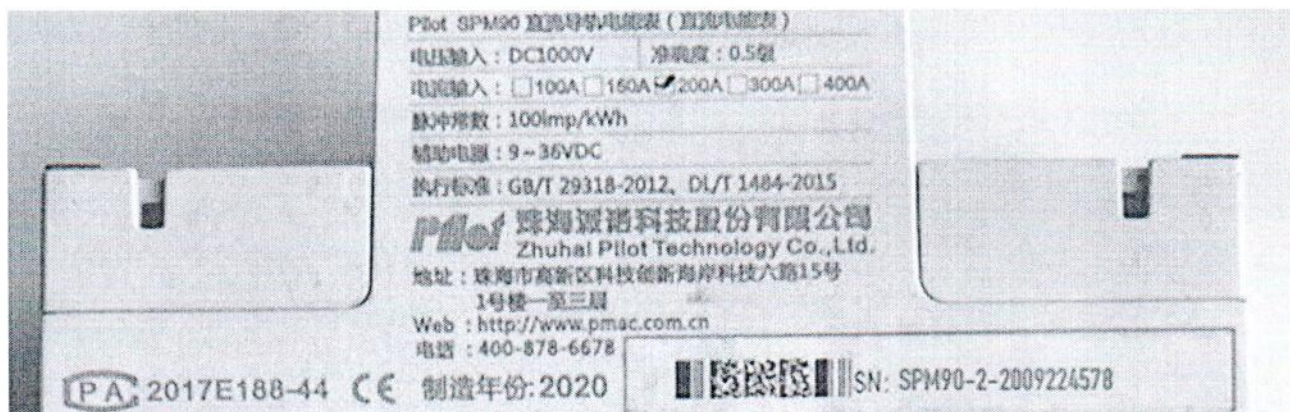 Pilot SPM90 直流导轨电能表（直流电能表）
电压输入：DC1000V 准确度：0.5级
电流输入：□100A □150A ☑200A □300A □400A
脉冲常数：100imp/kWh
辅助电源：9~36VDC
执行标准：GB/T 29318-2012、DL/T 1484-2015
Pilot 珠海派诺科技股份有限公司
Zhuhai Pilot Technology Co.,Ltd.
地址：珠海市高新区科技创新海岸科技六路15号
1号楼一至三层
Web：http://www.pmac.com.cn
电话：400-878-6678
CPA 2017E188-44 CE 制造年份:2020
SN: SPM90-2-2009224578